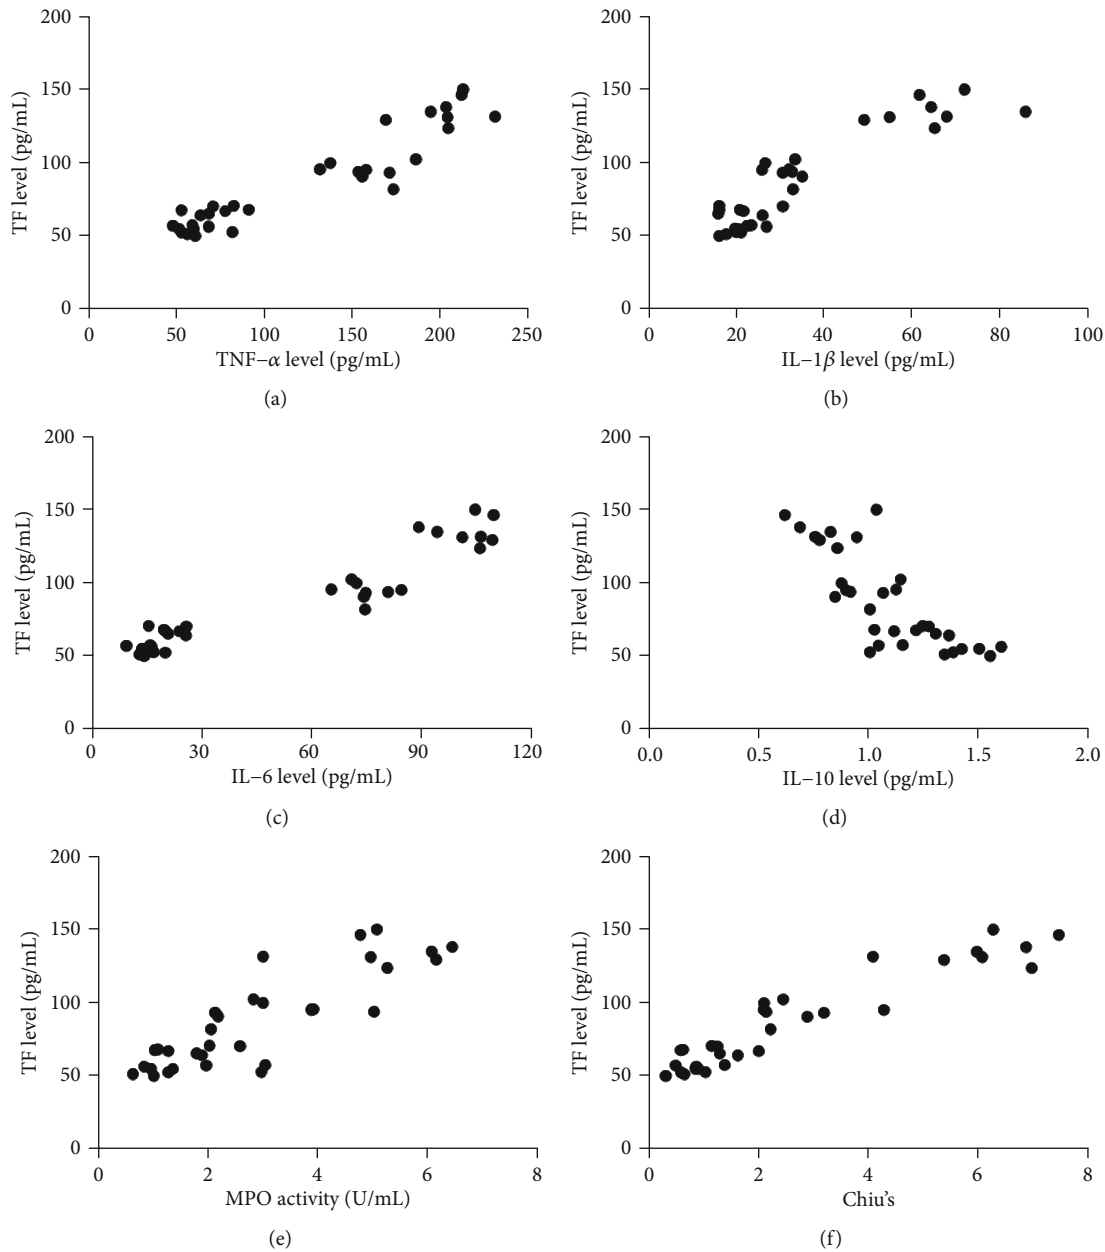 200
150
100
50
0
TF level (pg/mL)
0 50 100 150 200 250
TNF−α level (pg/mL)
(a)
200
150
100
50
0
TF level (pg/mL)
0 20 40 60 80 100
IL−1β level (pg/mL)
(b)
200
150
100
50
0
TF level (pg/mL)
0 30 60 90 120
IL−6 level (pg/mL)
(c)
200
150
100
50
0
TF level (pg/mL)
0.0 0.5 1.0 1.5 2.0
IL−10 level (pg/mL)
(d)
200
150
100
50
0
TF level (pg/mL)
0 2 4 6 8
MPO activity (U/mL)
(e)
200
150
100
50
0
TF level (pg/mL)
0 2 4 6 8
Chiu's
(f)